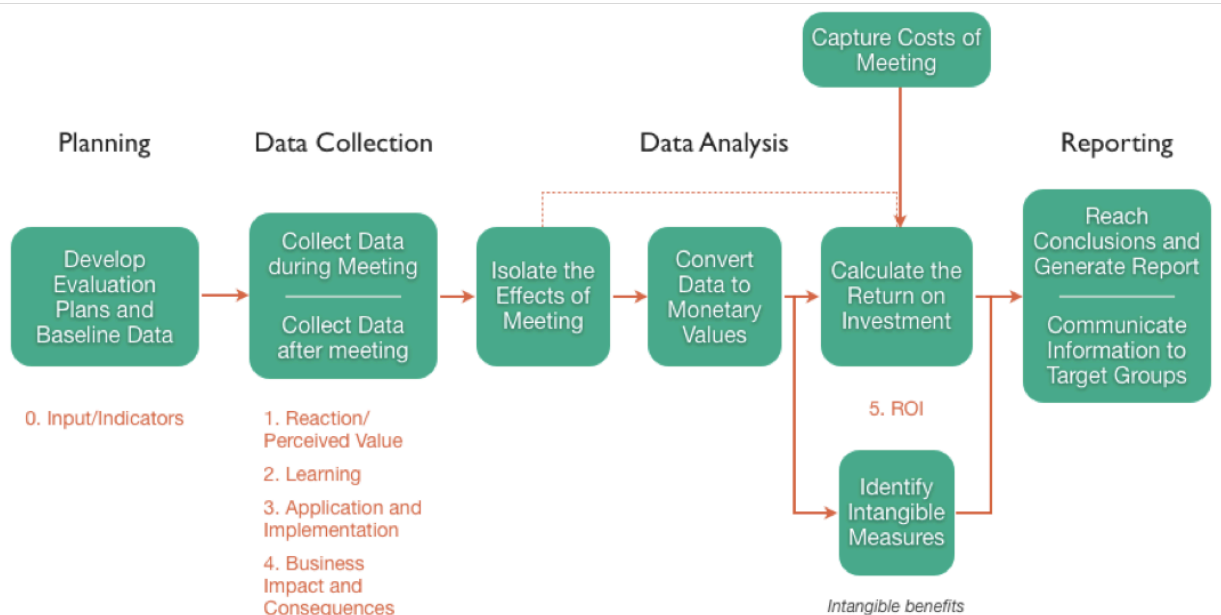 Capture Costs of
Meeting
Planning
Data Collection
Data Analysis
Reporting
Develop
Evaluation
Plans and
Baseline Data
Collect Data
during Meeting
Collect Data
after meeting
Isolate the
Effects of
Meeting
Convert
Data to
Monetary
Values
Calculate the
Return on
Investment
Reach
Conclusions and
Generate Report
Communicate
Information to
Target Groups
0. Input/Indicators
1. Reaction/
Perceived Value
2. Learning
3. Application and
Implementation
4. Business
Impact and
Consequences
5. ROI
Identify
Intangible
Measures
Intangible benefits